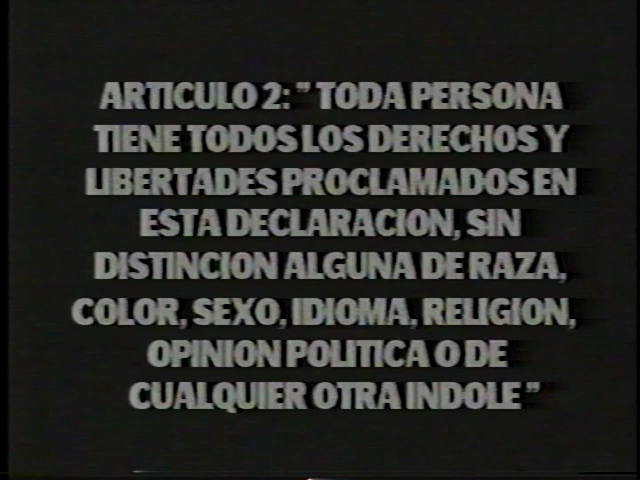 ARTICULO 2: " TODA PERSONA
TIENE TODOS LOS DERECHOS Y
LIBERTADES PROCLAMADOS EN
ESTA DECLARACION, SIN
DISTINCION ALGUNA DE RAZA,
COLOR, SEXO, IDIOMA, RELIGION,
OPINION POLITICA O DE
CUALQUIER OTRA INDOLE "